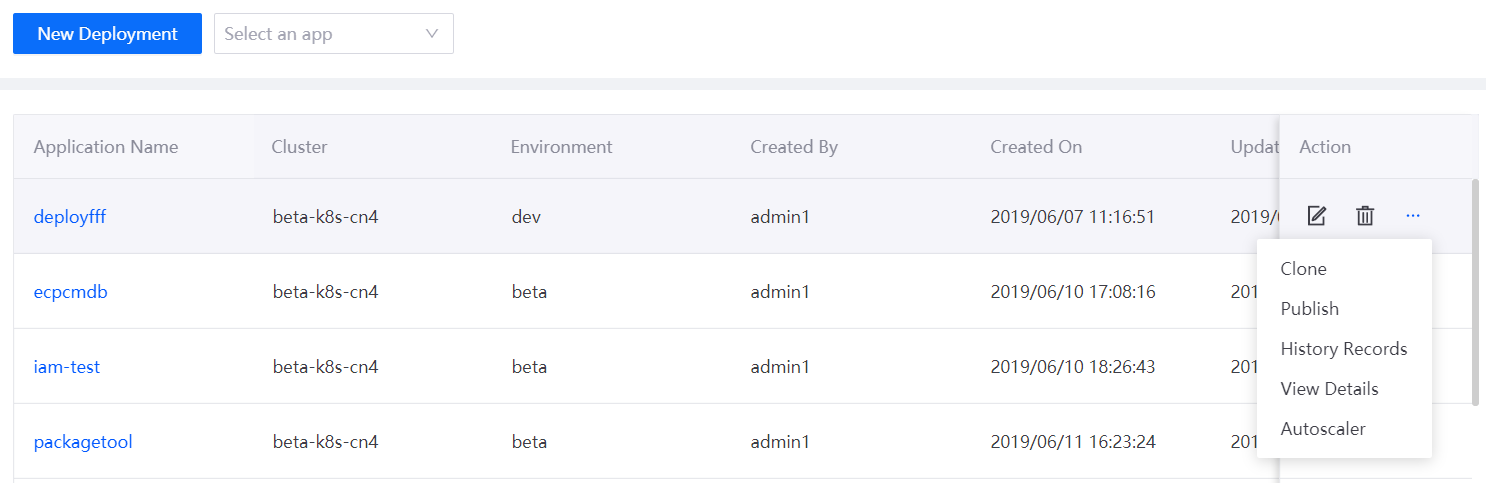 New Deployment Select an app
Application Name Cluster Environment Created By Created On Updat Action
deployfff beta-k8s-cn4 dev admin1 2019/06/07 11:16:51 2019/
Clone
ecpcmdb beta-k8s-cn4 beta admin1 2019/06/10 17:08:16 201
Publish
History Records
iam-test beta-k8s-cn4 beta admin1 2019/06/10 18:26:43 201
View Details
Autoscaler
packagetool beta-k8s-cn4 beta admin1 2019/06/11 16:23:24 201